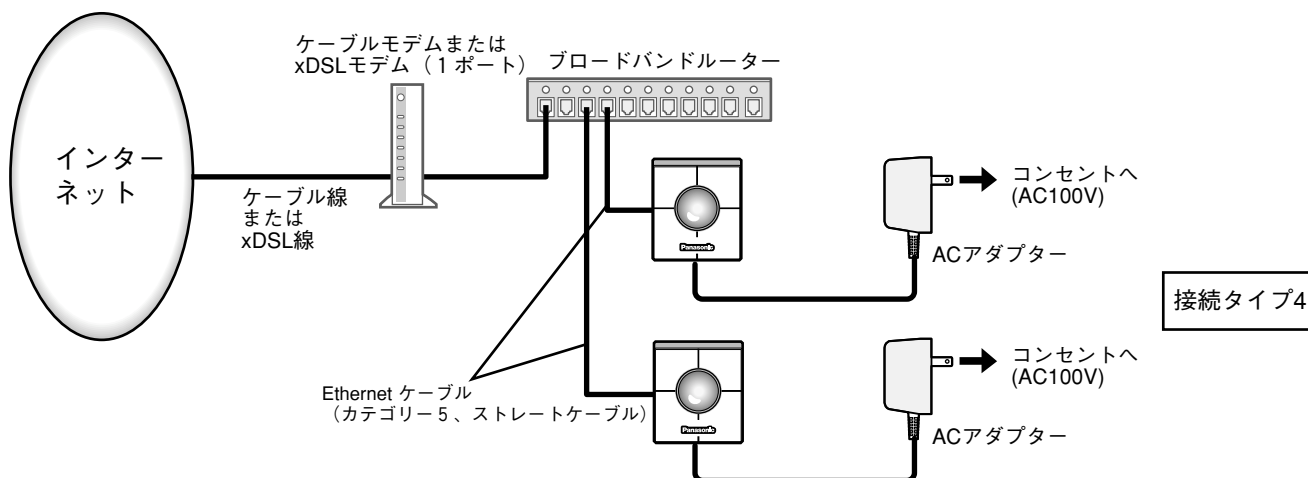 ケーブルモデムまたは
xDSLモデム（1ポート）
ブロードバンドルーター
インター
ネット
ケーブル線
または
xDSL線
Panasonic
コンセントへ
(AC100V)
ACアダプター
接続タイプ4
Ethernet ケーブル
（カテゴリー5、ストレートケーブル）
Panasonic
コンセントへ
(AC100V)
ACアダプター